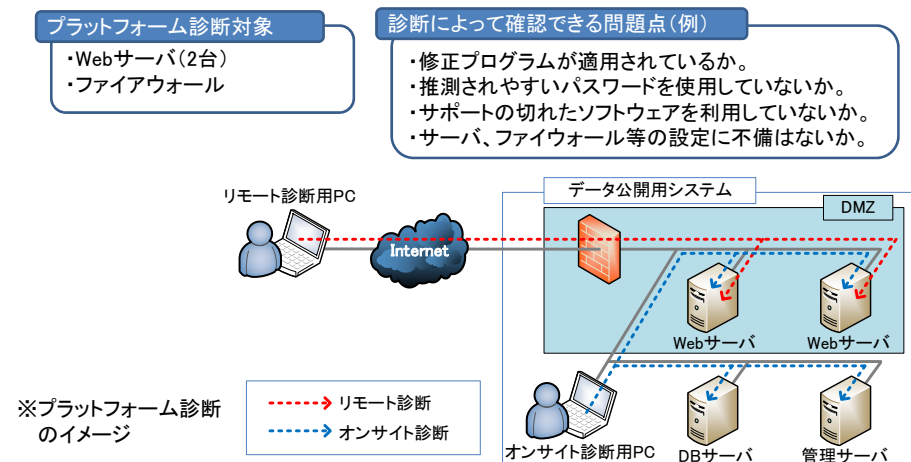 プラットフォーム診断対象
・Webサーバ(2台)
・ファイアウォール
診断によって確認できる問題点(例)
・修正プログラムが適用されているか。
・推測されやすいパスワードを使用していないか。
・サポートの切れたソフトウェアを利用していないか。
・サーバ、ファイウォール等の設定に不備はないか。
データ公開用システム
リモート診断用PC
DMZ
Internet
Webサーバ
Webサーバ
※プラットフォーム診断
のイメージ
リモート診断
オンサイト診断
オンサイト診断用PC
DBサーバ
管理サーバ